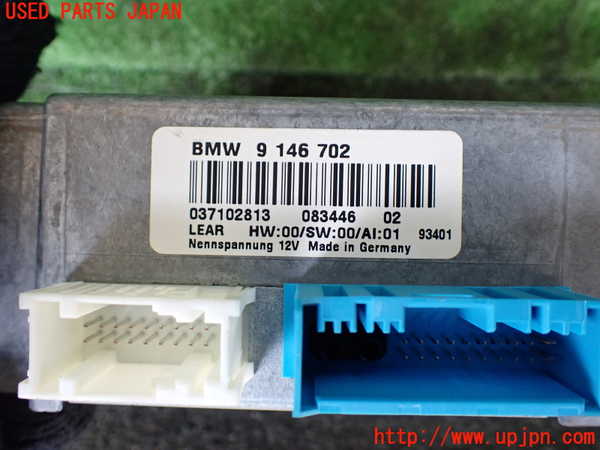 USED PARTS JAPAN
BMW 9 146 702
037102813 083446 02
LEAR HW:00/SW:00/AI:01 93401
Nennspannung 12V Made in Germany
http://www.upjpn.com/